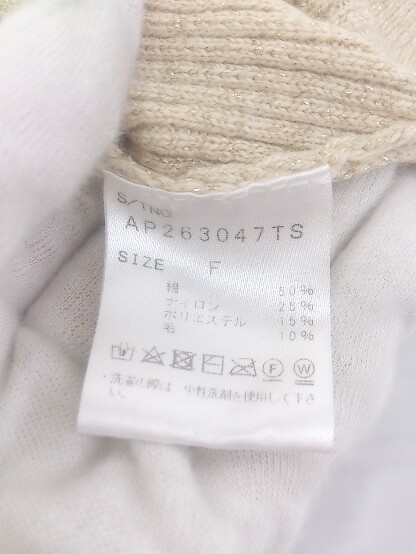 S/TNO
AP263047TS
SIZE F
綿 50%
ナイロン 25%
ポリエステル 15%
毛 10%
F W
・洗濯の際は 中性洗剤を使用して下さ
い。